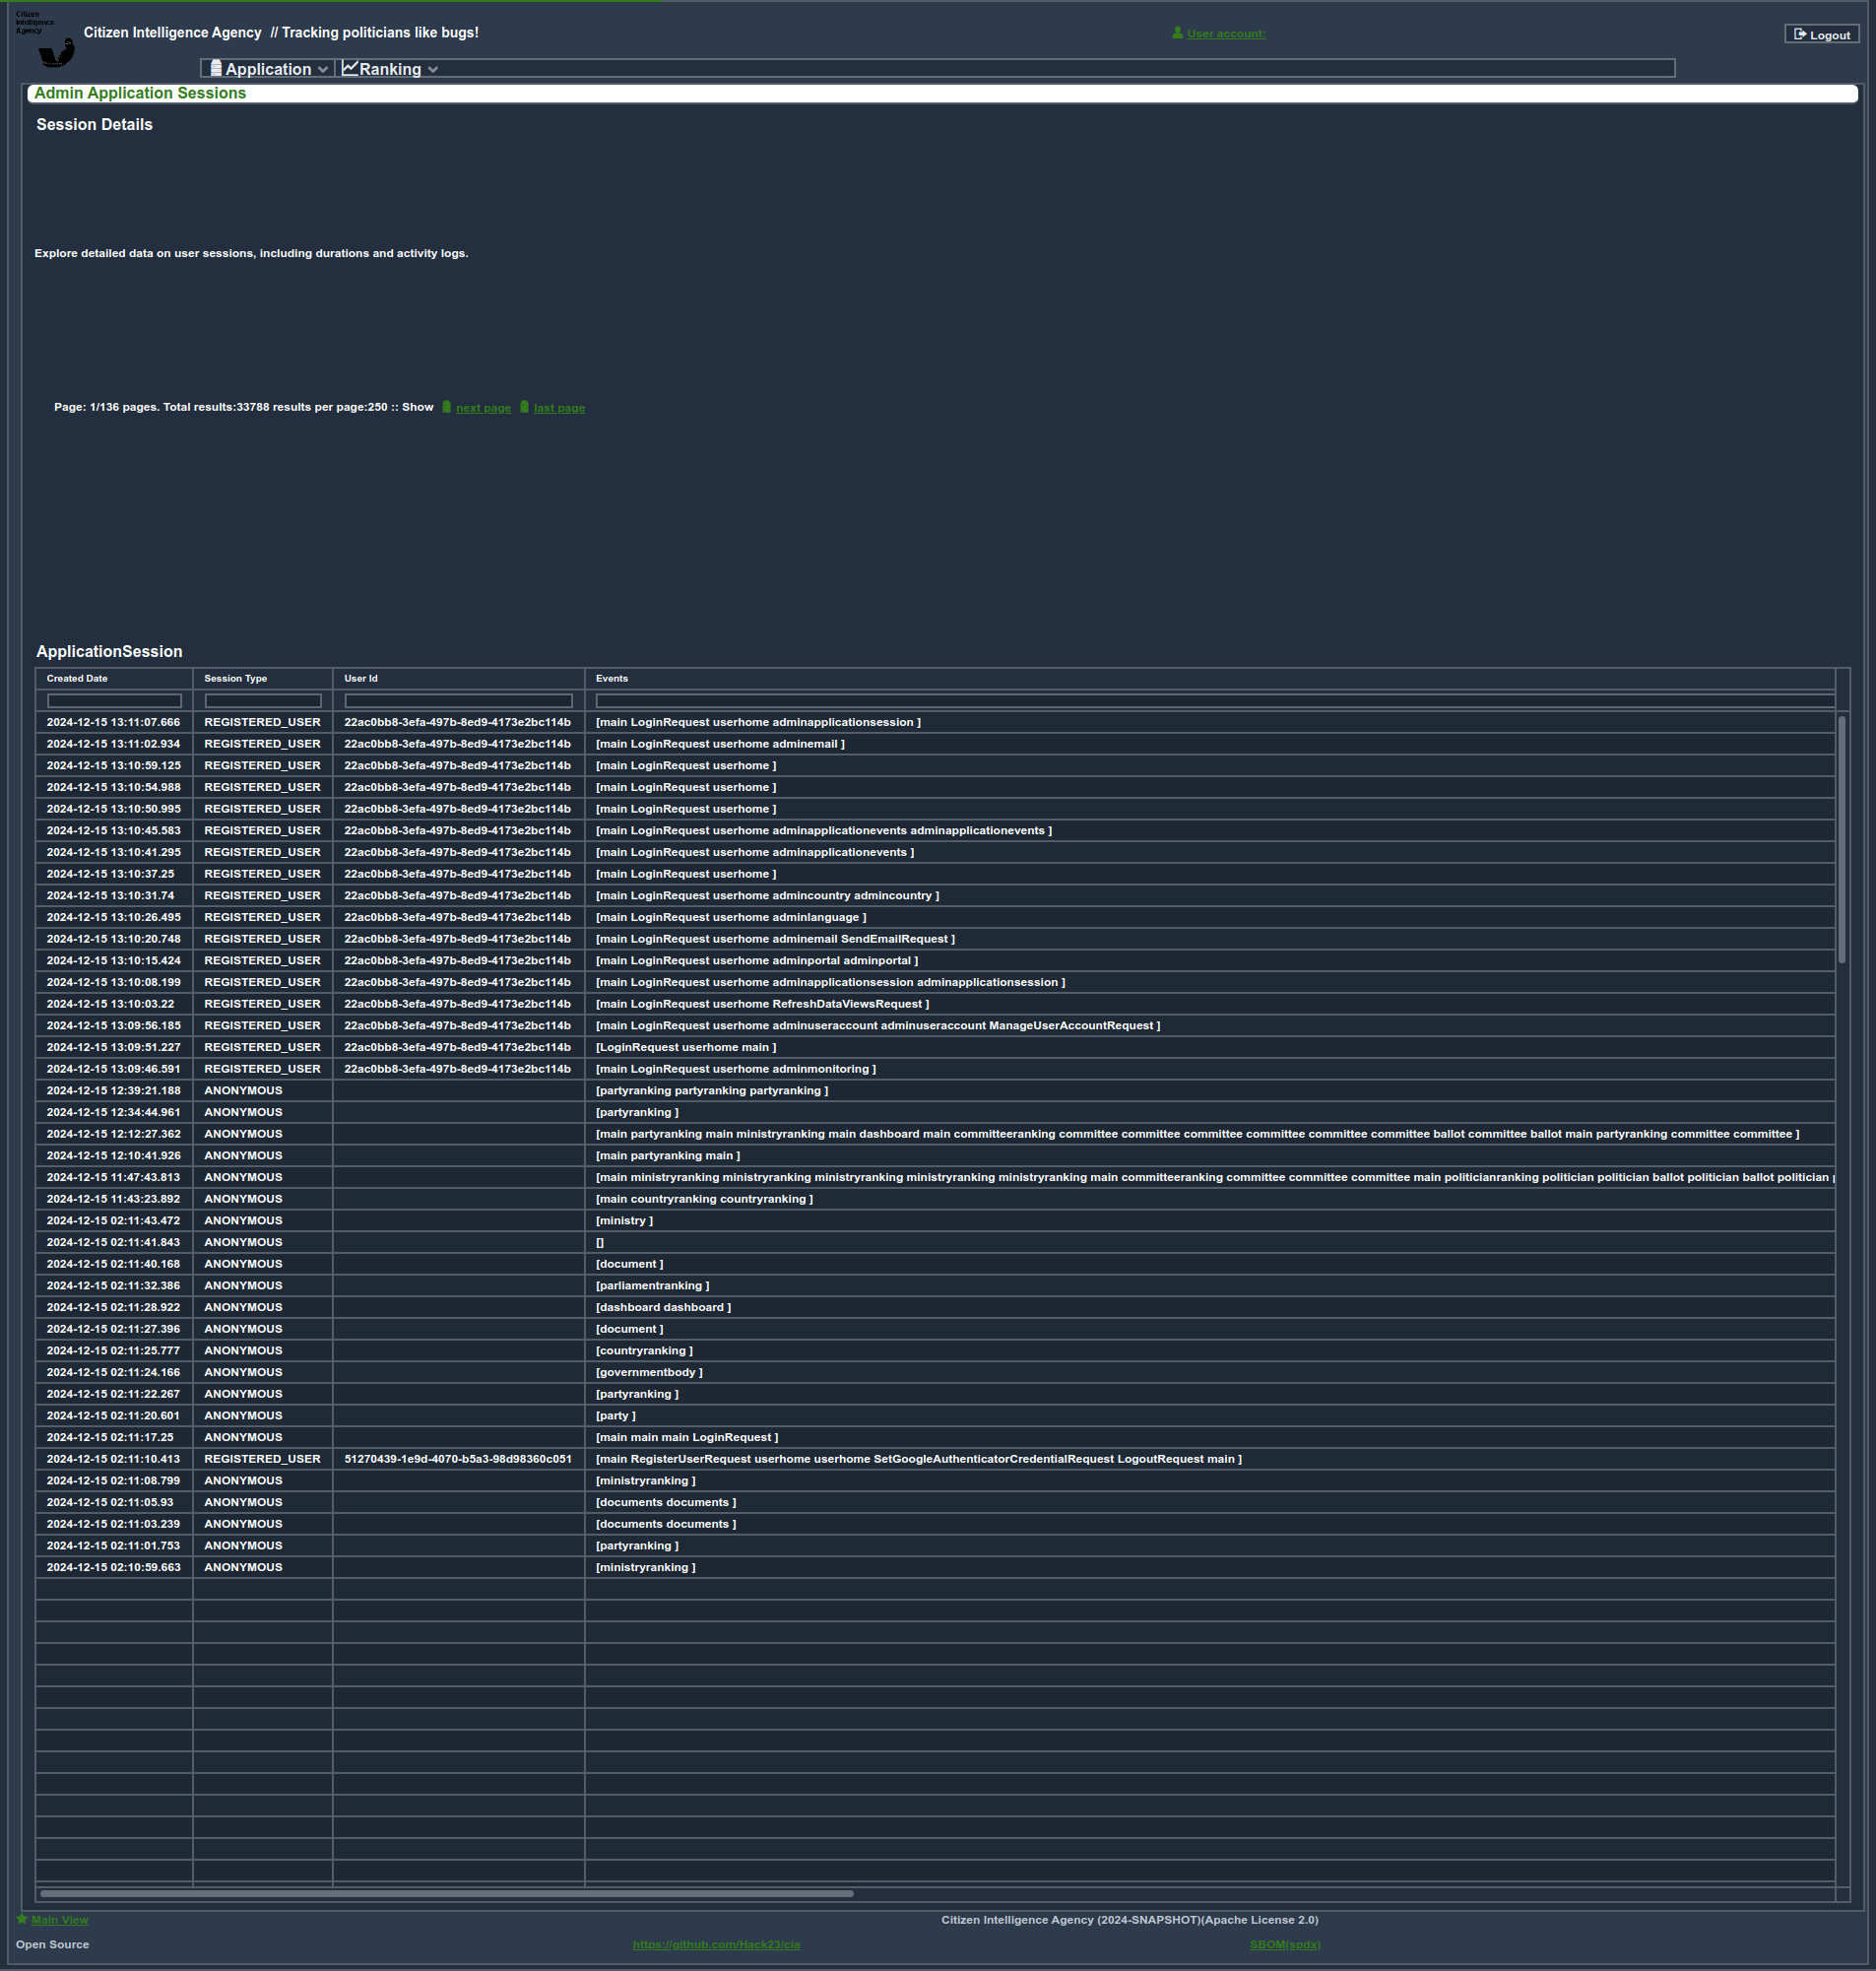 Citizen
Intelligence
Agency
Citizen Intelligence Agency // Tracking politicians like bugs!
User account:
Logout
Application Ranking
Admin Application Sessions
Session Details
Explore detailed data on user sessions, including durations and activity logs.
Page: 1/136 pages. Total results:33788 results per page:250 :: Show next page last page
ApplicationSession
Created Date Session Type User Id Events
2024-12-15 13:11:07.666 REGISTERED_USER 22ac0bb8-3efa-497b-8ed9-4173e2bc114b [main LoginRequest userhome adminapplicationsession ]
2024-12-15 13:11:02.934 REGISTERED_USER 22ac0bb8-3efa-497b-8ed9-4173e2bc114b [main LoginRequest userhome adminemail ]
2024-12-15 13:10:59.125 REGISTERED_USER 22ac0bb8-3efa-497b-8ed9-4173e2bc114b [main LoginRequest userhome ]
2024-12-15 13:10:54.988 REGISTERED_USER 22ac0bb8-3efa-497b-8ed9-4173e2bc114b [main LoginRequest userhome ]
2024-12-15 13:10:50.995 REGISTERED_USER 22ac0bb8-3efa-497b-8ed9-4173e2bc114b [main LoginRequest userhome ]
2024-12-15 13:10:45.583 REGISTERED_USER 22ac0bb8-3efa-497b-8ed9-4173e2bc114b [main LoginRequest userhome adminapplicationevents adminapplicationevents ]
2024-12-15 13:10:41.295 REGISTERED_USER 22ac0bb8-3efa-497b-8ed9-4173e2bc114b [main LoginRequest userhome adminapplicationevents ]
2024-12-15 13:10:37.25 REGISTERED_USER 22ac0bb8-3efa-497b-8ed9-4173e2bc114b [main LoginRequest userhome ]
2024-12-15 13:10:31.74 REGISTERED_USER 22ac0bb8-3efa-497b-8ed9-4173e2bc114b [main LoginRequest userhome admincountry admincountry ]
2024-12-15 13:10:26.495 REGISTERED_USER 22ac0bb8-3efa-497b-8ed9-4173e2bc114b [main LoginRequest userhome adminlanguage ]
2024-12-15 13:10:20.748 REGISTERED_USER 22ac0bb8-3efa-497b-8ed9-4173e2bc114b [main LoginRequest userhome adminemail SendEmailRequest ]
2024-12-15 13:10:15.424 REGISTERED_USER 22ac0bb8-3efa-497b-8ed9-4173e2bc114b [main LoginRequest userhome adminportal adminportal ]
2024-12-15 13:10:08.199 REGISTERED_USER 22ac0bb8-3efa-497b-8ed9-4173e2bc114b [main LoginRequest userhome adminapplicationsession adminapplicationsession ]
2024-12-15 13:10:03.22 REGISTERED_USER 22ac0bb8-3efa-497b-8ed9-4173e2bc114b [main LoginRequest userhome RefreshDataViewsRequest ]
2024-12-15 13:09:56.185 REGISTERED_USER 22ac0bb8-3efa-497b-8ed9-4173e2bc114b [main LoginRequest userhome adminuseraccount adminuseraccount ManageUserAccountRequest ]
2024-12-15 13:09:51.227 REGISTERED_USER 22ac0bb8-3efa-497b-8ed9-4173e2bc114b [LoginRequest userhome main ]
2024-12-15 13:09:46.591 REGISTERED_USER 22ac0bb8-3efa-497b-8ed9-4173e2bc114b [main LoginRequest userhome adminmonitoring ]
2024-12-15 12:39:21.188 ANONYMOUS [partyranking partyranking partyranking ]
2024-12-15 12:34:44.961 ANONYMOUS [partyranking ]
2024-12-15 12:12:27.362 ANONYMOUS [main partyranking main ministryranking main dashboard main committeeranking committee committee committee committee committee committee ballot committee ballot main partyranking committee committee ]
2024-12-15 12:10:41.926 ANONYMOUS [main partyranking main ]
2024-12-15 11:47:43.813 ANONYMOUS [main ministryranking ministryranking ministryranking ministryranking ministryranking main committeeranking committee committee committee main politicianranking politician politician ballot politician ballot politician
2024-12-15 11:43:23.892 ANONYMOUS [main countryranking countryranking ]
2024-12-15 02:11:43.472 ANONYMOUS [ministry ]
2024-12-15 02:11:41.843 ANONYMOUS []
2024-12-15 02:11:40.168 ANONYMOUS [document ]
2024-12-15 02:11:32.386 ANONYMOUS [parliamentranking ]
2024-12-15 02:11:28.922 ANONYMOUS [dashboard dashboard ]
2024-12-15 02:11:27.396 ANONYMOUS [document ]
2024-12-15 02:11:25.777 ANONYMOUS [countryranking ]
2024-12-15 02:11:24.166 ANONYMOUS [governmentbody ]
2024-12-15 02:11:22.267 ANONYMOUS [partyranking ]
2024-12-15 02:11:20.601 ANONYMOUS [party ]
2024-12-15 02:11:17.25 ANONYMOUS [main main main LoginRequest ]
2024-12-15 02:11:10.413 REGISTERED_USER 51270439-1e9d-4070-b5a3-98d98360c051 [main RegisterUserRequest userhome userhome SetGoogleAuthenticatorCredentialRequest LogoutRequest main ]
2024-12-15 02:11:08.799 ANONYMOUS [ministryranking ]
2024-12-15 02:11:05.93 ANONYMOUS [documents documents ]
2024-12-15 02:11:03.239 ANONYMOUS [documents documents ]
2024-12-15 02:11:01.753 ANONYMOUS [partyranking ]
2024-12-15 02:10:59.663 ANONYMOUS [ministryranking ]
Main View
Citizen Intelligence Agency (2024-SNAPSHOT)(Apache License 2.0)
Open Source
https://github.com/Hack23/cia
SBOM(spdx)